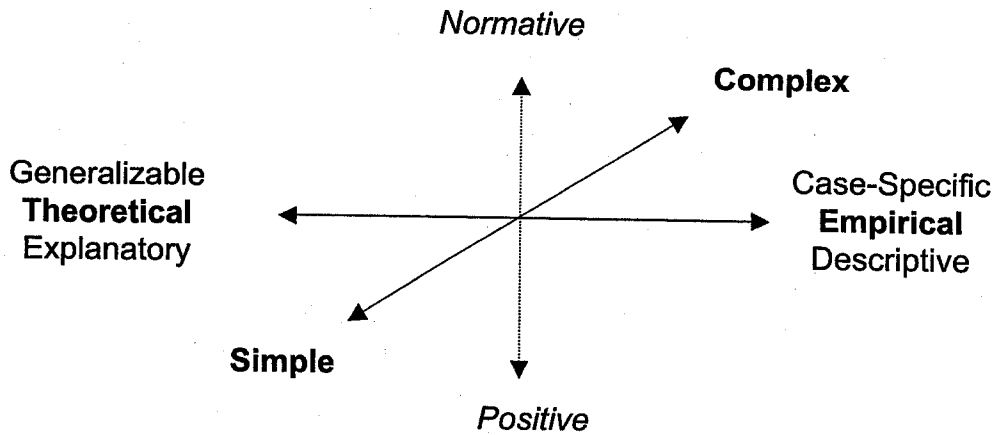 Normative
Complex
Generalizable
Theoretical
Explanatory
Case-Specific
Empirical
Descriptive
Simple
Positive